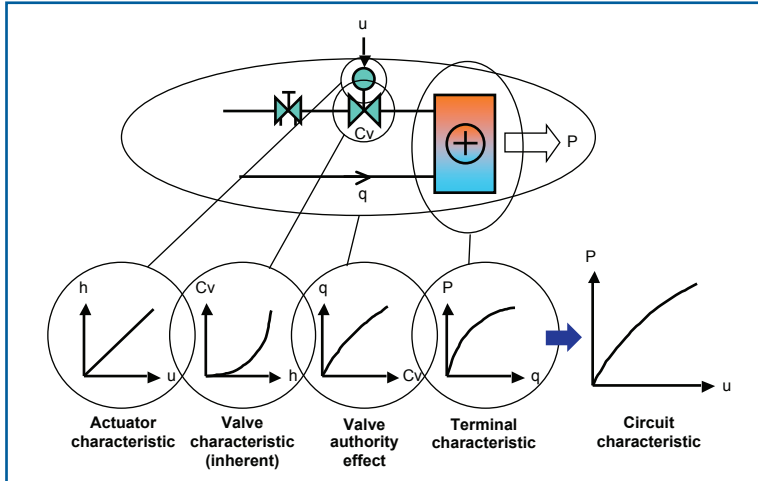 u
Cv
P
q
h
u
Cv
h
q
Cv
P
q
P
u
Actuator
characteristic
Valve
characteristic
(inherent)
Valve
authority
effect
Terminal
characteristic
Circuit
characteristic